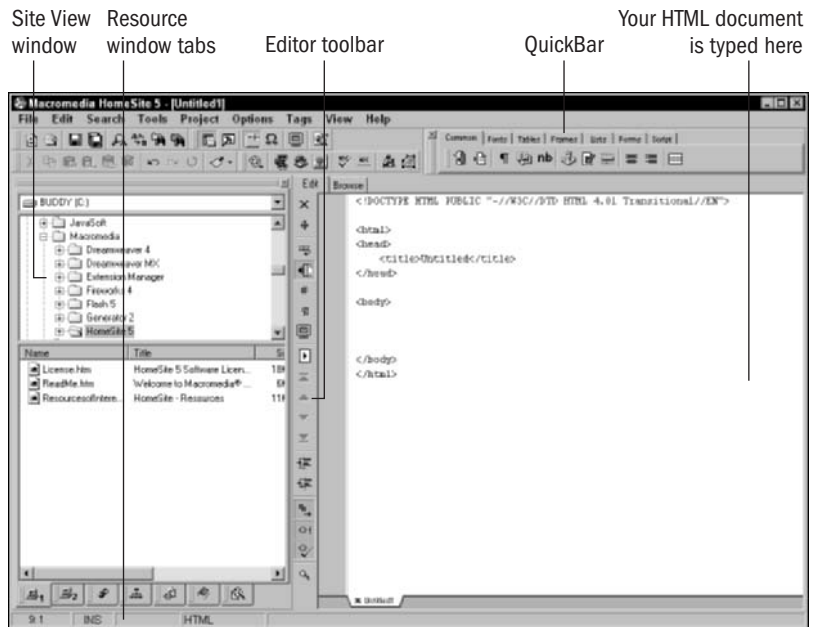 Site View window
Resource window tabs
Editor toolbar
QuickBar
Your HTML document is typed here
Macromedia HomeSite 5 - [Untitled1]
File Edit Search Tools Project Options Tags View Help
Common Fonts Tables Frames Lists Forms Script
nb
Edit Browse
BUDDY (C:)
JavaSoft
Macromedia
Dreamweaver 4
Dreamweaver MX
Extension Manager
Fireworks 4
Flash 5
Generator 2
HomeSite 5
Name Title
License.htm HomeSite 5 Software Licen...
ReadMe.htm Welcome to Macromedia® ...
ResourcesofIntere... HomeSite - Resources
<!DOCTYPE HTML PUBLIC "-//W3C//DTD HTML 4.01 Transitional//EN">
<html>
<head>
<title>Untitled</title>
</head>
<body>
</body>
</html>
Untitled1
9:1 INS HTML